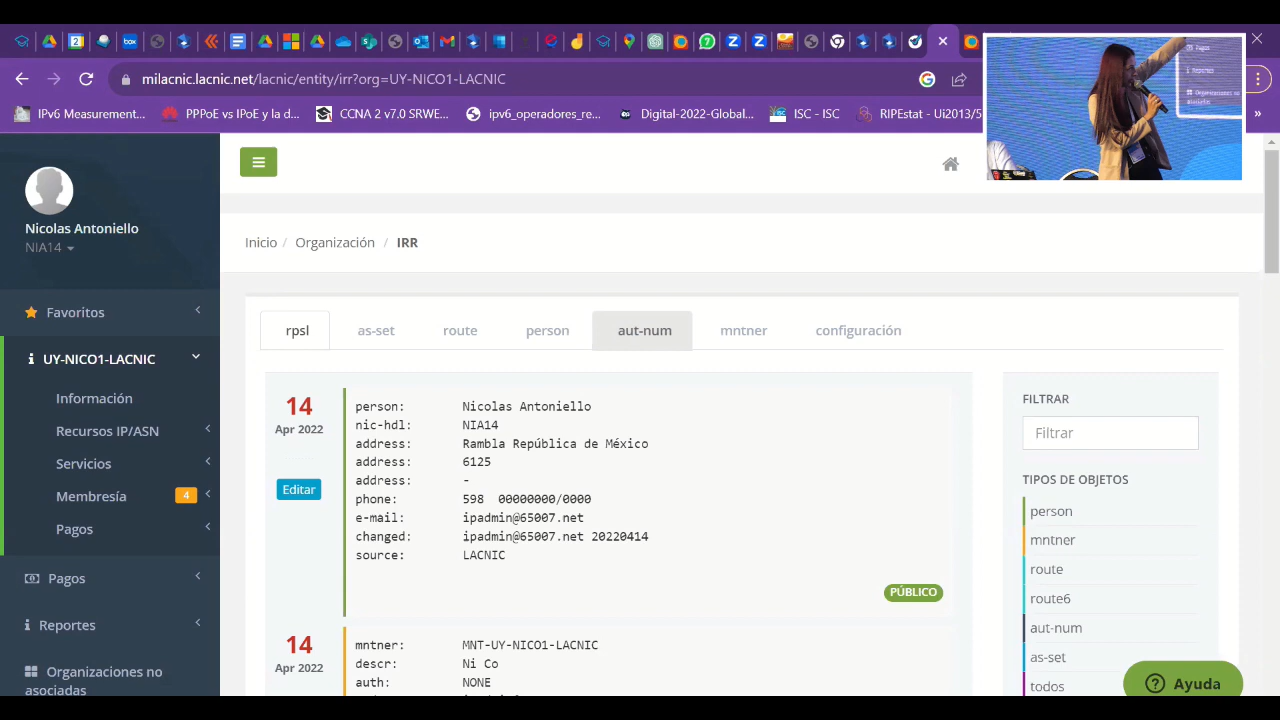 milacnic.lacnic.net/lacnic/entity/irr?org=UY-NICO1-LACNIC
IPv6 Measurement...
PPPoE vs IPoE y la d...
CCNA 2 v7.0 SRWE...
ipv6_operadores_re...
Digital-2022-Global...
ISC - ISC
RIPEstat - Ui2013/5
»
Nicolas Antoniello
NIA14
Favoritos
UY-NICO1-LACNIC
Información
Recursos IP/ASN
Servicios
Membresía 4
Pagos
Pagos
Reportes
Organizaciones no
asociadas
Inicio / Organización / IRR
rpsl as-set route person aut-num mntner configuración
14
Apr 2022
Editar
person: Nicolas Antoniello
nic-hdl: NIA14
address: Rambla República de México
address: 6125
address: -
phone: 598 00000000/0000
e-mail: ipadmin@65007.net
changed: ipadmin@65007.net 20220414
source: LACNIC
PÚBLICO
14
Apr 2022
mntner: MNT-UY-NICO1-LACNIC
descr: Ni Co
auth: NONE
FILTRAR
Filtrar
TIPOS DE OBJETOS
person
mntner
route
route6
aut-num
as-set
todos
Ayuda
Pagos
Reportes
Organizaciones no